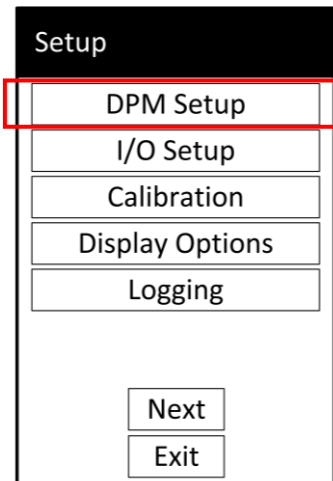 Setup
DPM Setup
I/O Setup
Calibration
Display Options
Logging
Next
Exit